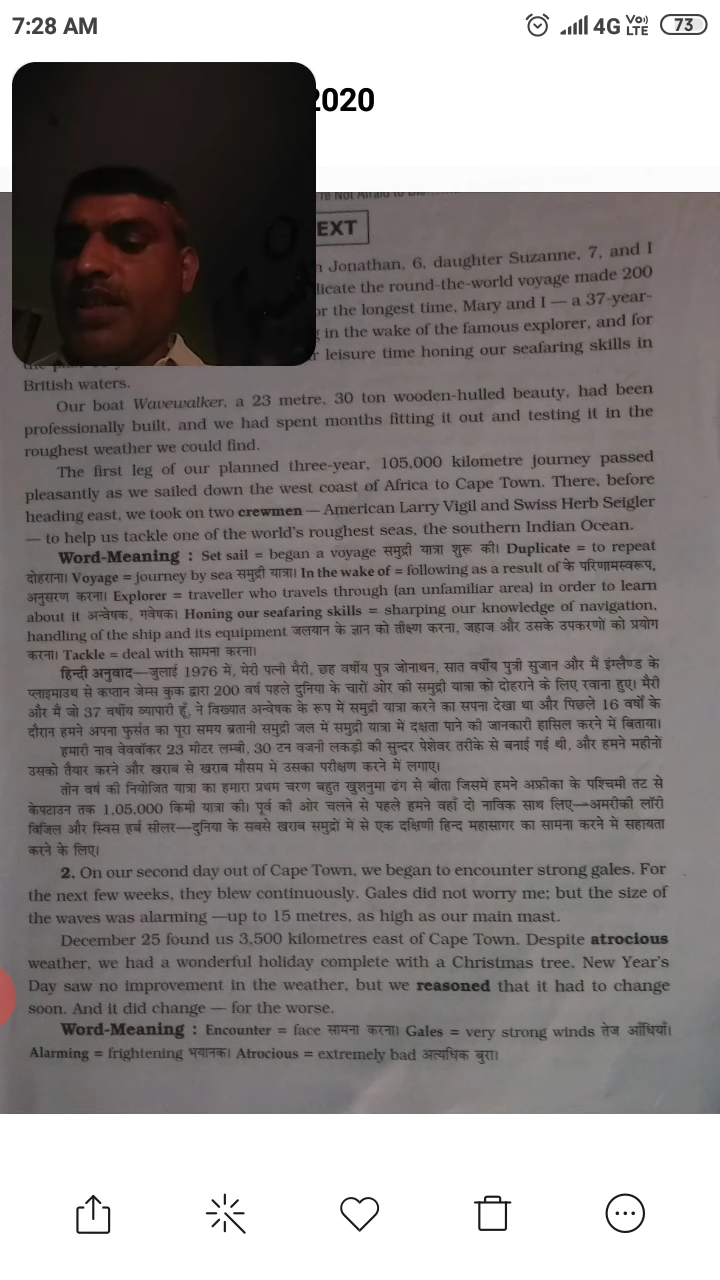 7:28 AM
4G Vo)) LTE 73
2020
EXT
Jonathan, 6, daughter Suzanne, 7, and I
licate the round-the-world voyage made 200
or the longest time, Mary and I — a 37-year-
in the wake of the famous explorer, and for
leisure time honing our seafaring skills in
British waters.
Our boat Wavewalker, a 23 metre, 30 ton wooden-hulled beauty, had been
professionally built, and we had spent months fitting it out and testing it in the
roughest weather we could find.
The first leg of our planned three-year, 105,000 kilometre journey passed
pleasantly as we sailed down the west coast of Africa to Cape Town. There, before
heading east, we took on two crewmen — American Larry Vigil and Swiss Herb Seigler
— to help us tackle one of the world's roughest seas, the southern Indian Ocean.
Word-Meaning : Set sail = began a voyage समुद्री यात्रा शुरू की। Duplicate = to repeat
दोहराना। Voyage = journey by sea समुद्री यात्रा। In the wake of = following as a result of के परिणामस्वरूप,
अनुसरण करना। Explorer = traveller who travels through (an unfamiliar area) in order to learn
about it अन्वेषक, गवेषक। Honing our seafaring skills = sharping our knowledge of navigation,
handling of the ship and its equipment जलयान के ज्ञान को तीक्ष्ण करना, जहाज और उसके उपकरणों को प्रयोग
करना। Tackle = deal with सामना करना।
हिन्दी अनुवाद—जुलाई 1976 में, मेरी पत्नी मैरी, छह वर्षीय पुत्र जोनाथन, सात वर्षीय पुत्री सुजान और मैं इंग्लैण्ड के
प्लाइमाउथ से कप्तान जेम्स कुक द्वारा 200 वर्ष पहले दुनिया के चारों ओर की समुद्री यात्रा को दोहराने के लिए रवाना हुए। मैरी
और मैं जो 37 वर्षीय व्यापारी हूँ, ने विख्यात अन्वेषक के रूप में समुद्री यात्रा करने का सपना देखा था और पिछले 16 वर्षों के
दौरान हमने अपना फुर्सत का पूरा समय ब्रतानी समुद्री जल में समुद्री यात्रा में दक्षता पाने की जानकारी हासिल करने में बिताया।
हमारी नाव वेववॉकर 23 मीटर लम्बी, 30 टन वजनी लकड़ी की सुन्दर पेशेवर तरीके से बनाई गई थी, और हमने महीनों
उसको तैयार करने और खराब से खराब मौसम में उसका परीक्षण करने में लगाए।
तीन वर्ष की नियोजित यात्रा का हमारा प्रथम चरण बहुत खुशनुमा ढंग से बीता जिसमें हमने अफ्रीका के पश्चिमी तट से
केपटाउन तक 1,05,000 किमी यात्रा की। पूर्व की ओर चलने से पहले हमने वहाँ दो नाविक साथ लिए—अमरीकी लॉरी
विजिल और स्विस हर्ब सीलर—दुनिया के सबसे खराब समुद्रों में से एक दक्षिणी हिन्द महासागर का सामना करने में सहायता
करने के लिए।
2. On our second day out of Cape Town, we began to encounter strong gales. For
the next few weeks, they blew continuously. Gales did not worry me; but the size of
the waves was alarming —up to 15 metres, as high as our main mast.
December 25 found us 3,500 kilometres east of Cape Town. Despite atrocious
weather, we had a wonderful holiday complete with a Christmas tree. New Year's
Day saw no improvement in the weather, but we reasoned that it had to change
soon. And it did change — for the worse.
Word-Meaning : Encounter = face सामना करना। Gales = very strong winds तेज आँधियाँ।
Alarming = frightening भयानक। Atrocious = extremely bad अत्यधिक बुरा।